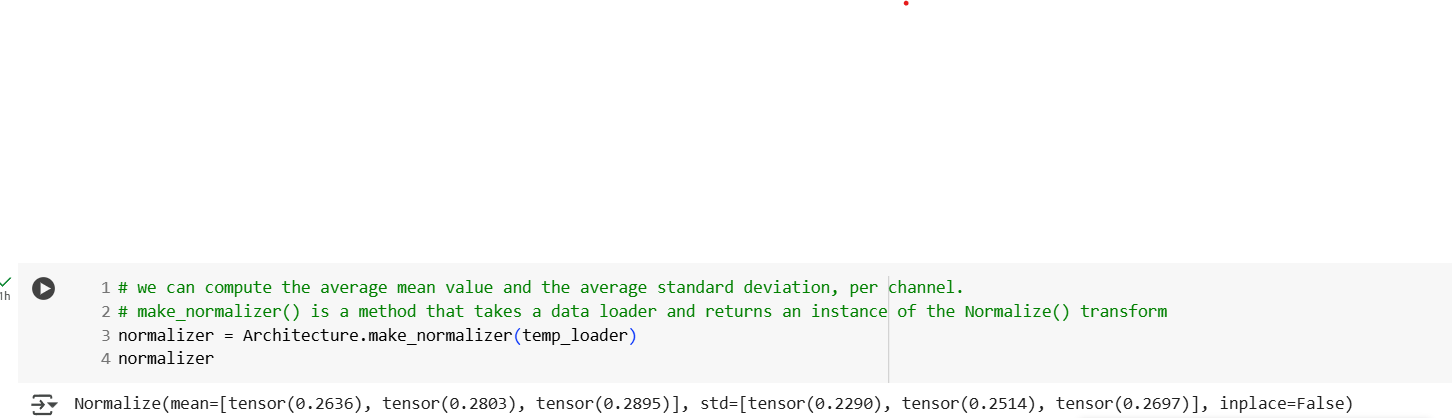 1 # we can compute the average mean value and the average standard deviation, per channel.
2 # make_normalizer() is a method that takes a data loader and returns an instance of the Normalize() transform
1h
3 normalizer = Architecture.make_normalizer(temp_loader)
4 normalizer
Normalize(mean=[tensor(0.2636), tensor(0.2803), tensor(0.2895)], std=[tensor(0.2290), tensor(0.2514), tensor(0.2697)], inplace=False)